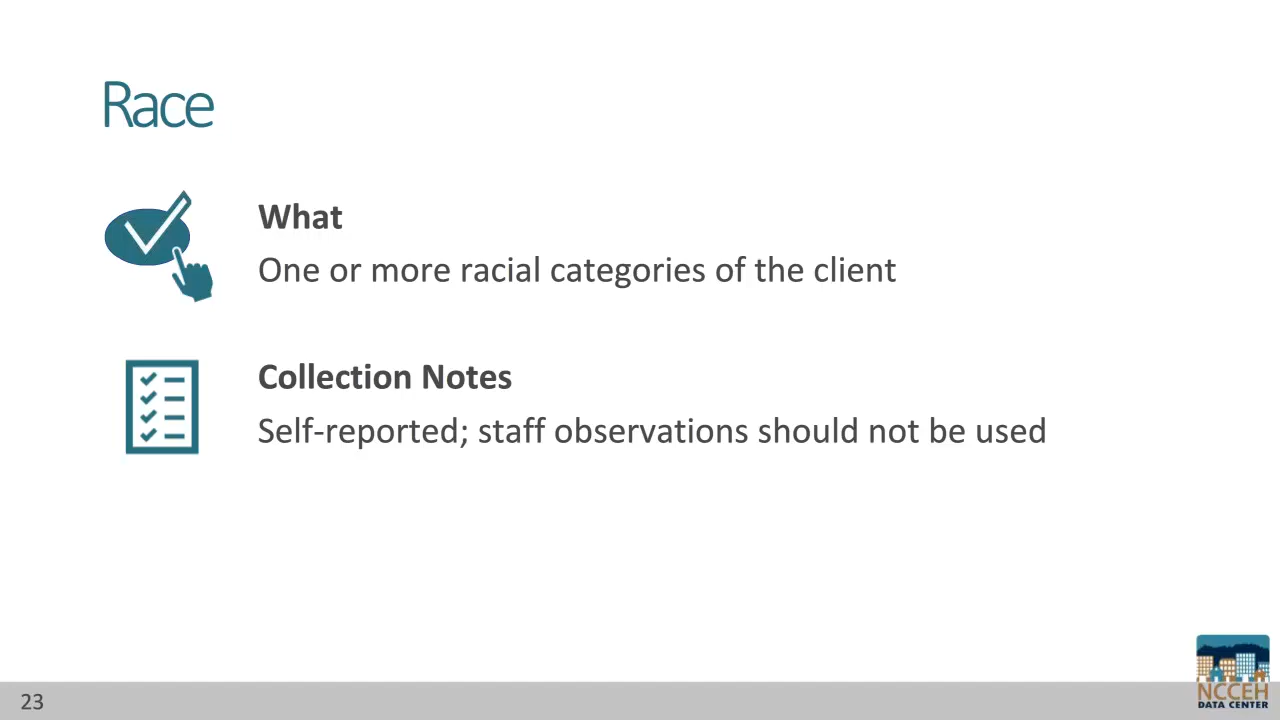 Race
What
One or more racial categories of the client
Collection Notes
Self-reported; staff observations should not be used
23
NCCEH
DATA CENTER